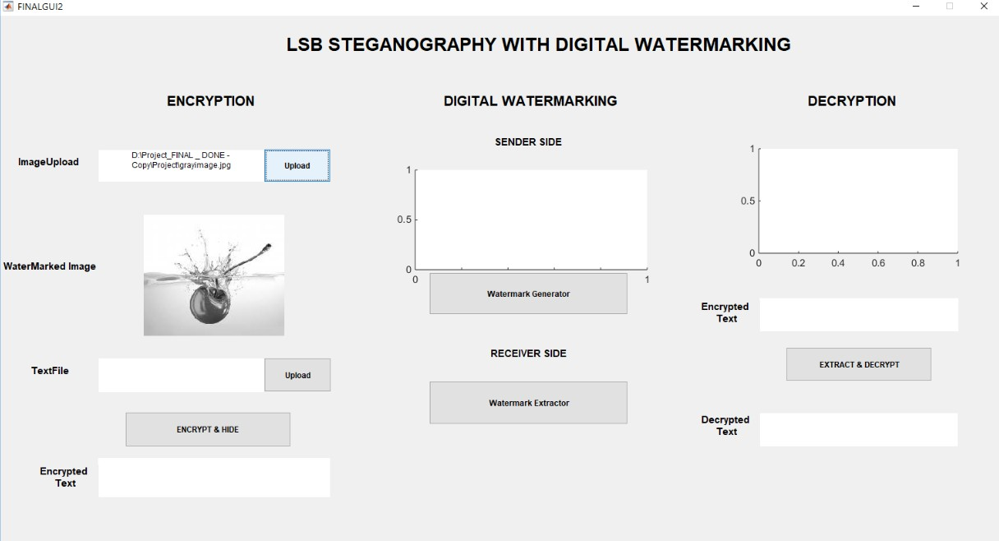 FINALGUI2
LSB STEGANOGRAPHY WITH DIGITAL WATERMARKING
ENCRYPTION
ImageUpload
D:\Project_FINAL _ DONE -
Copy\Project\grayimage.jpg
Upload
WaterMarked Image
TextFile
Upload
ENCRYPT & HIDE
Encrypted
Text
DIGITAL WATERMARKING
SENDER SIDE
1
0.5
0
0
1
Watermark Generator
RECEIVER SIDE
Watermark Extractor
DECRYPTION
1
0.5
0
0 0.2 0.4 0.6 0.8 1
Encrypted
Text
EXTRACT & DECRYPT
Decrypted
Text